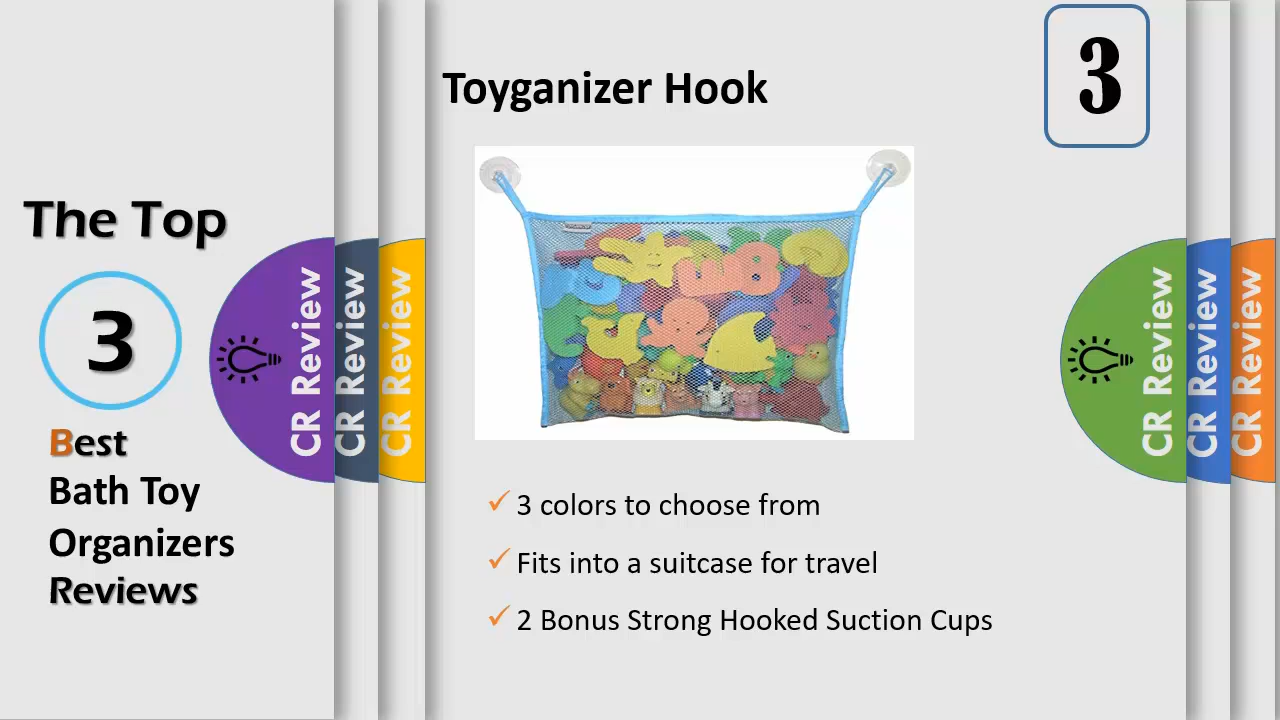 The Top
3
Best
Bath Toy
Organizers
Reviews
CR Review
CR Review
CR Review
Toyganizer Hook
3
3 colors to choose from
Fits into a suitcase for travel
2 Bonus Strong Hooked Suction Cups
CR Review
CR Review
CR Review